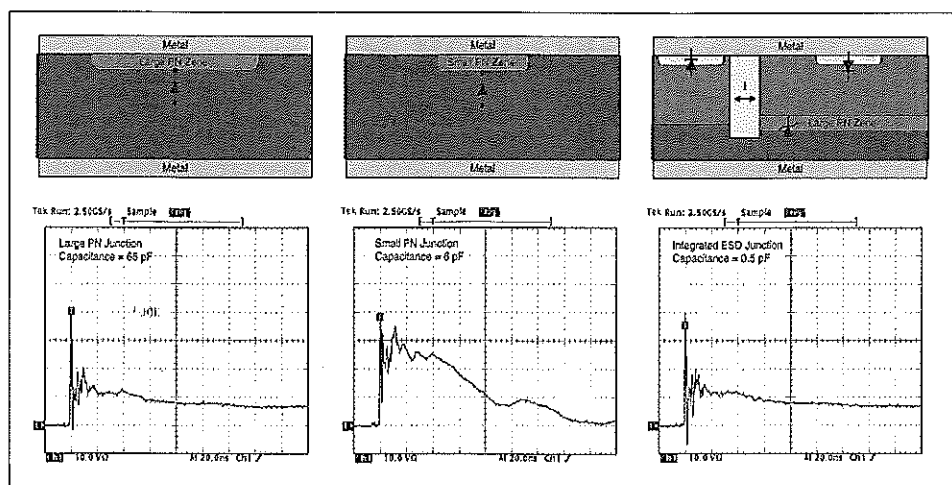 Metal
Large PN Zone
Metal
Metal
Small PN Zone
Metal
Metal
Large PN Zone
Metal
Tek Run: 2.50GS/s Sample
Large PN Junction
Capacitance = 65 pF
10.0 VΩ
M 20.0ns Ch1
Tek Run: 2.50GS/s Sample
Small PN Junction
Capacitance = 6 pF
10.0 VΩ
M 20.0ns Ch1
Tek Run: 2.50GS/s Sample
Integrated ESD Junction
Capacitance = 0.5 pF
10.0 VΩ
M 20.0ns Ch1